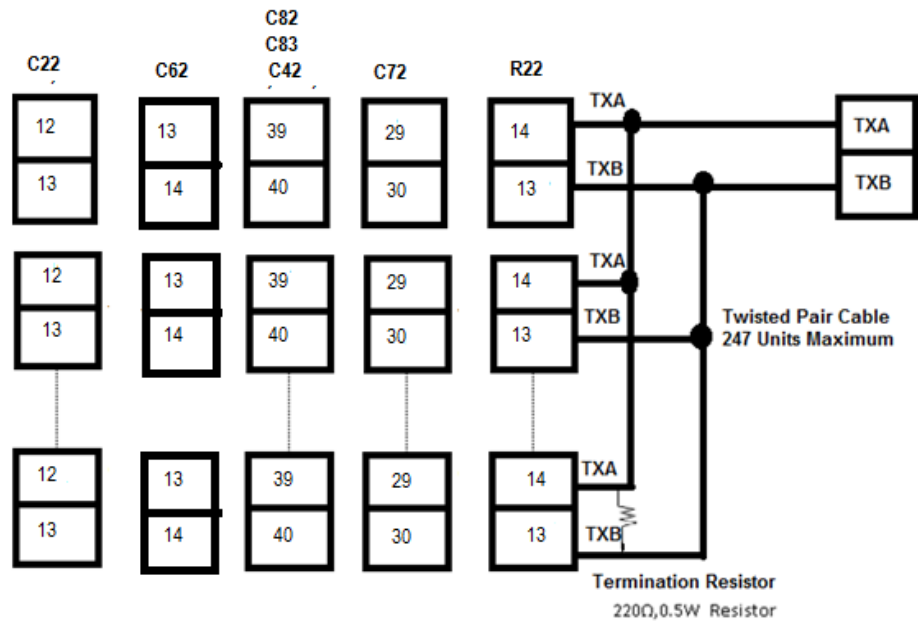 C82
C83
C22 C62 C42 C72 R22
12 13 39 29 14 TXA TXA
13 14 40 30 13 TXB TXB
12 13 39 29 14 TXA
13 14 40 30 13 TXB
Twisted Pair Cable
247 Units Maximum
12 13 39 29 14 TXA
13 14 40 30 13 TXB
Termination Resistor
220Ω,0.5W Resistor